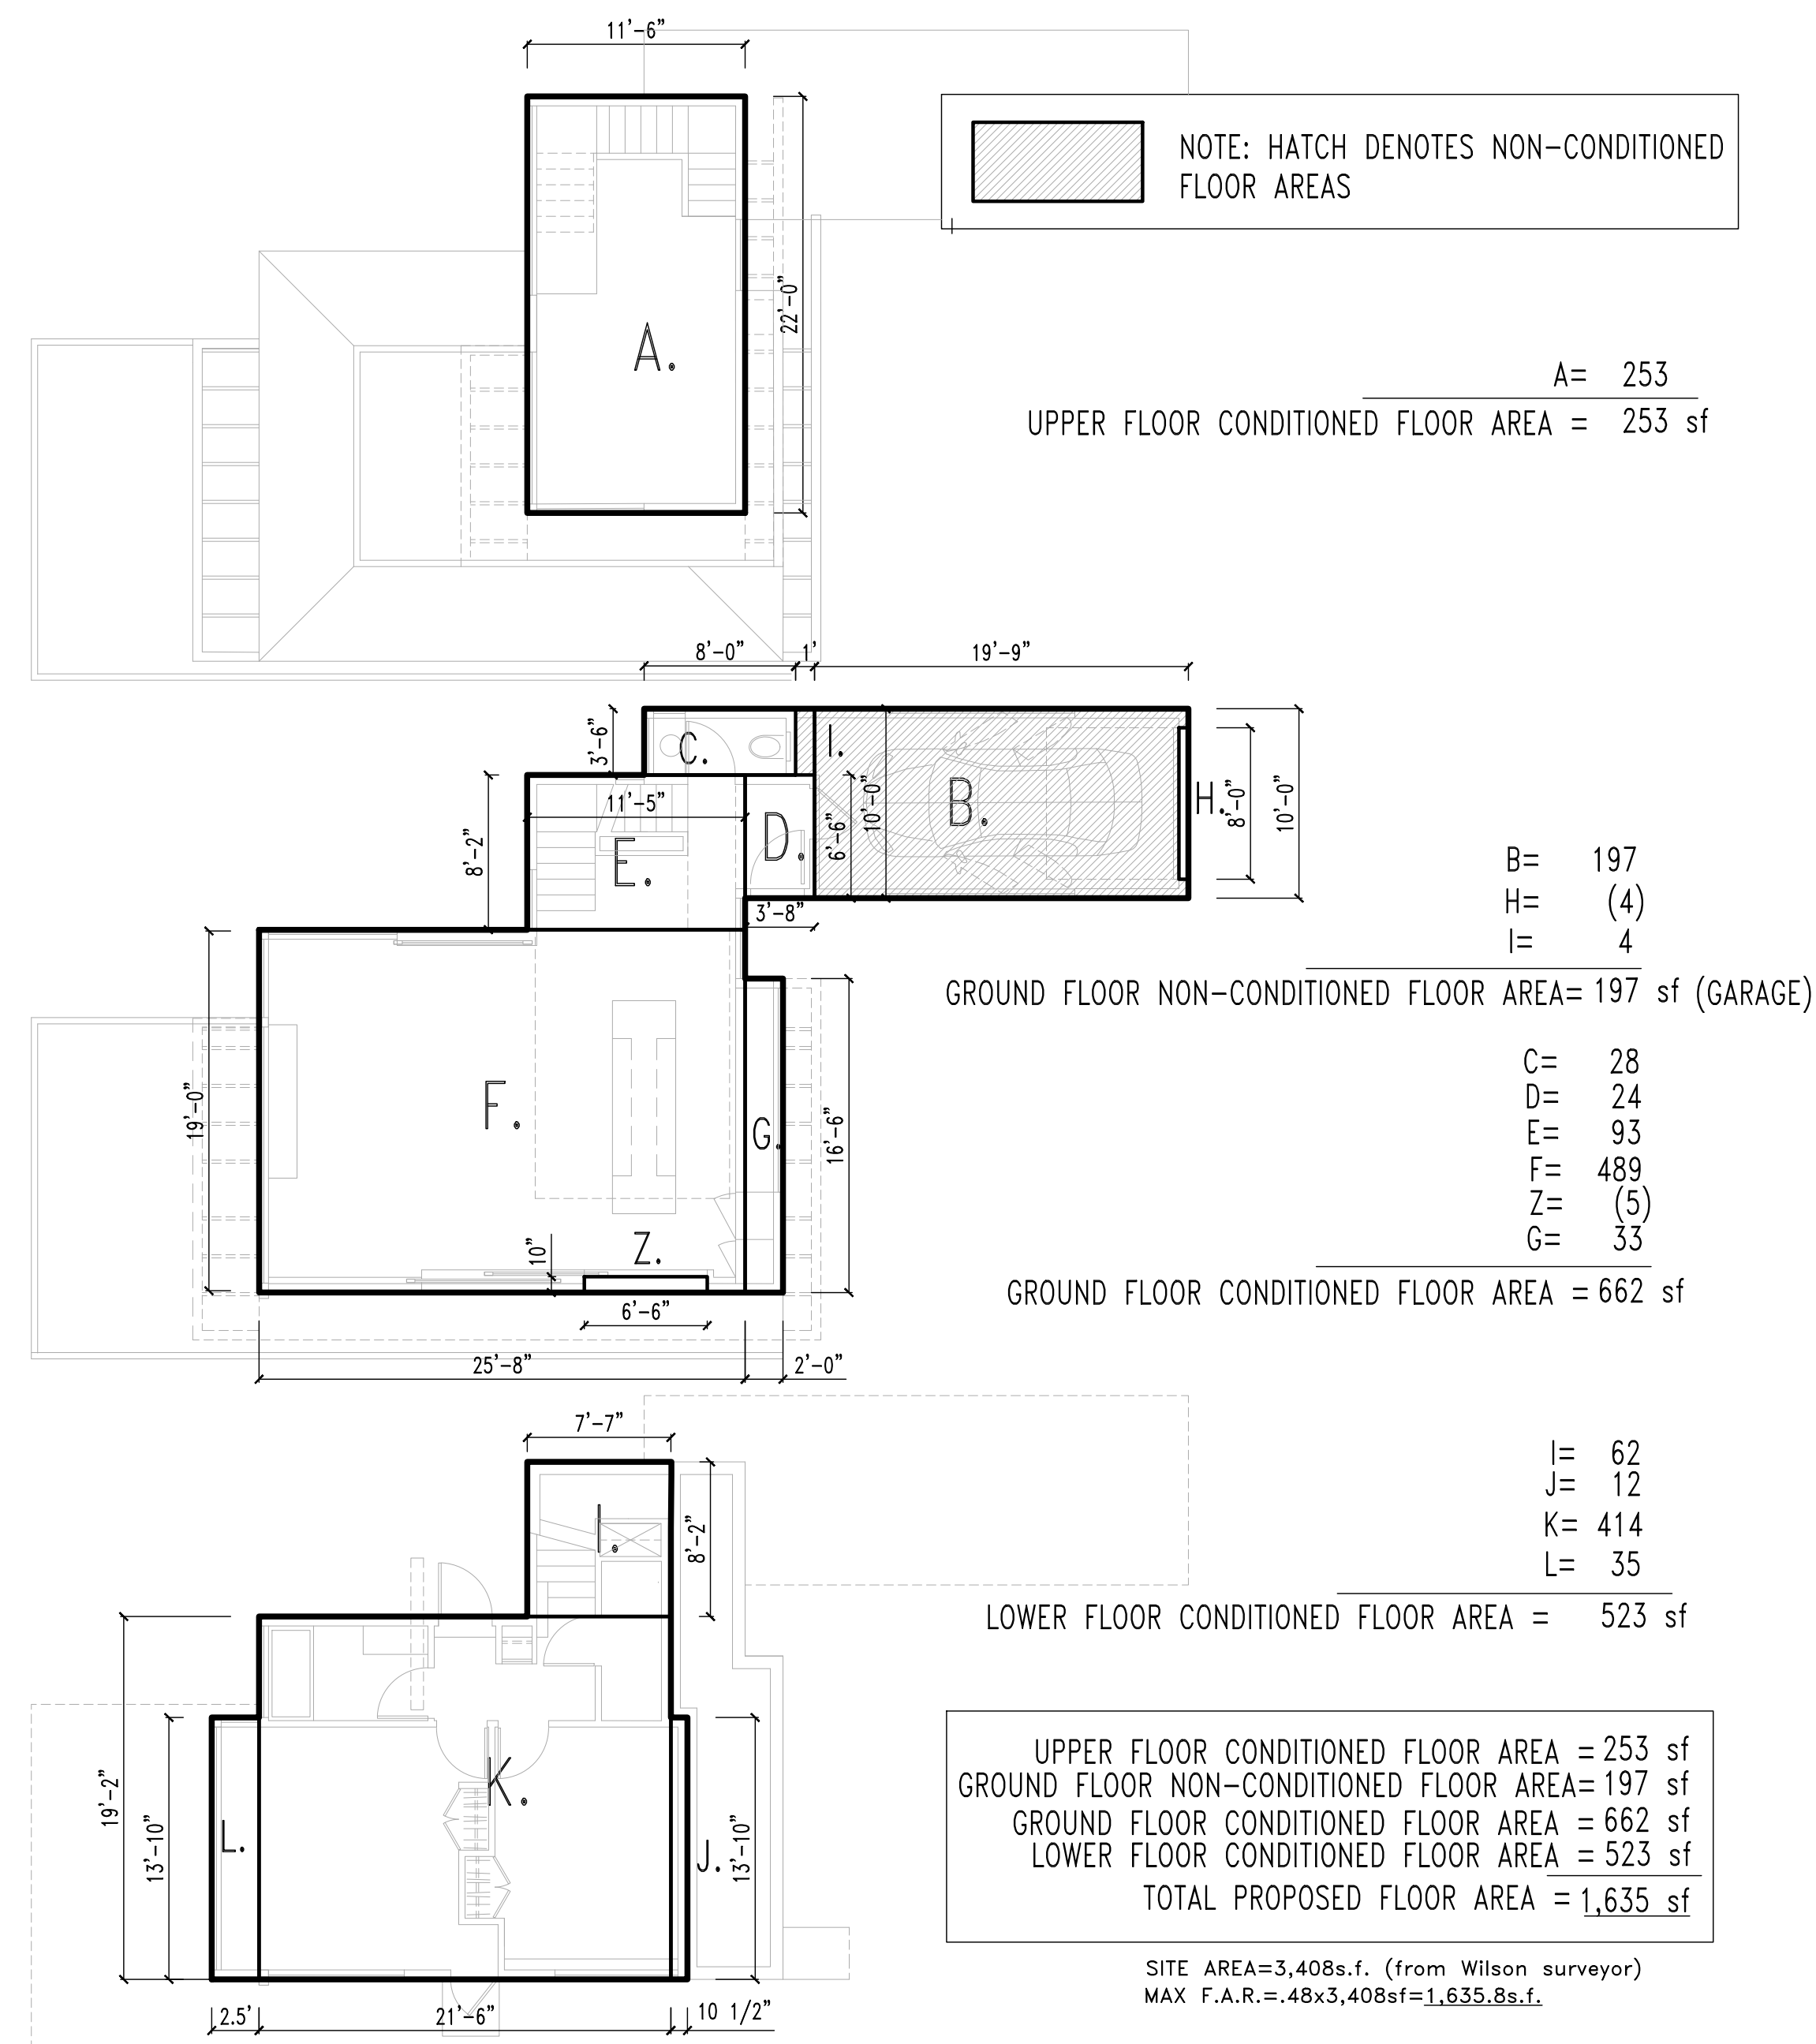 11'-6"
NOTE: HATCH DENOTES NON-CONDITIONED
FLOOR AREAS
22'-0"
A.
A= 253
UPPER FLOOR CONDITIONED FLOOR AREA = 253 sf
8'-0" 1' 19'-9"
3'-6"
C.
I.
11'-5"
8'-2"
E.
D.
6'-6"
10'-0"
B.
H.
8'-0"
10'-0"
3'-8"
B= 197
H= (4)
I= 4
GROUND FLOOR NON-CONDITIONED FLOOR AREA= 197 sf (GARAGE)
19'-0"
F.
G.
16'-6"
Z.
10"
6'-6"
25'-8" 2'-0"
C= 28
D= 24
E= 93
F= 489
Z= (5)
G= 33
GROUND FLOOR CONDITIONED FLOOR AREA = 662 sf
7'-7"
I.
8'-2"
19'-2"
13'-10"
L.
K.
J.
13'-10"
2.5' 21'-6" 10 1/2"
I= 62
J= 12
K= 414
L= 35
LOWER FLOOR CONDITIONED FLOOR AREA = 523 sf
UPPER FLOOR CONDITIONED FLOOR AREA = 253 sf
GROUND FLOOR NON-CONDITIONED FLOOR AREA= 197 sf
GROUND FLOOR CONDITIONED FLOOR AREA = 662 sf
LOWER FLOOR CONDITIONED FLOOR AREA = 523 sf
TOTAL PROPOSED FLOOR AREA = 1,635 sf
SITE AREA=3,408s.f. (from Wilson surveyor)
MAX F.A.R.=.48x3,408sf=1,635.8s.f.